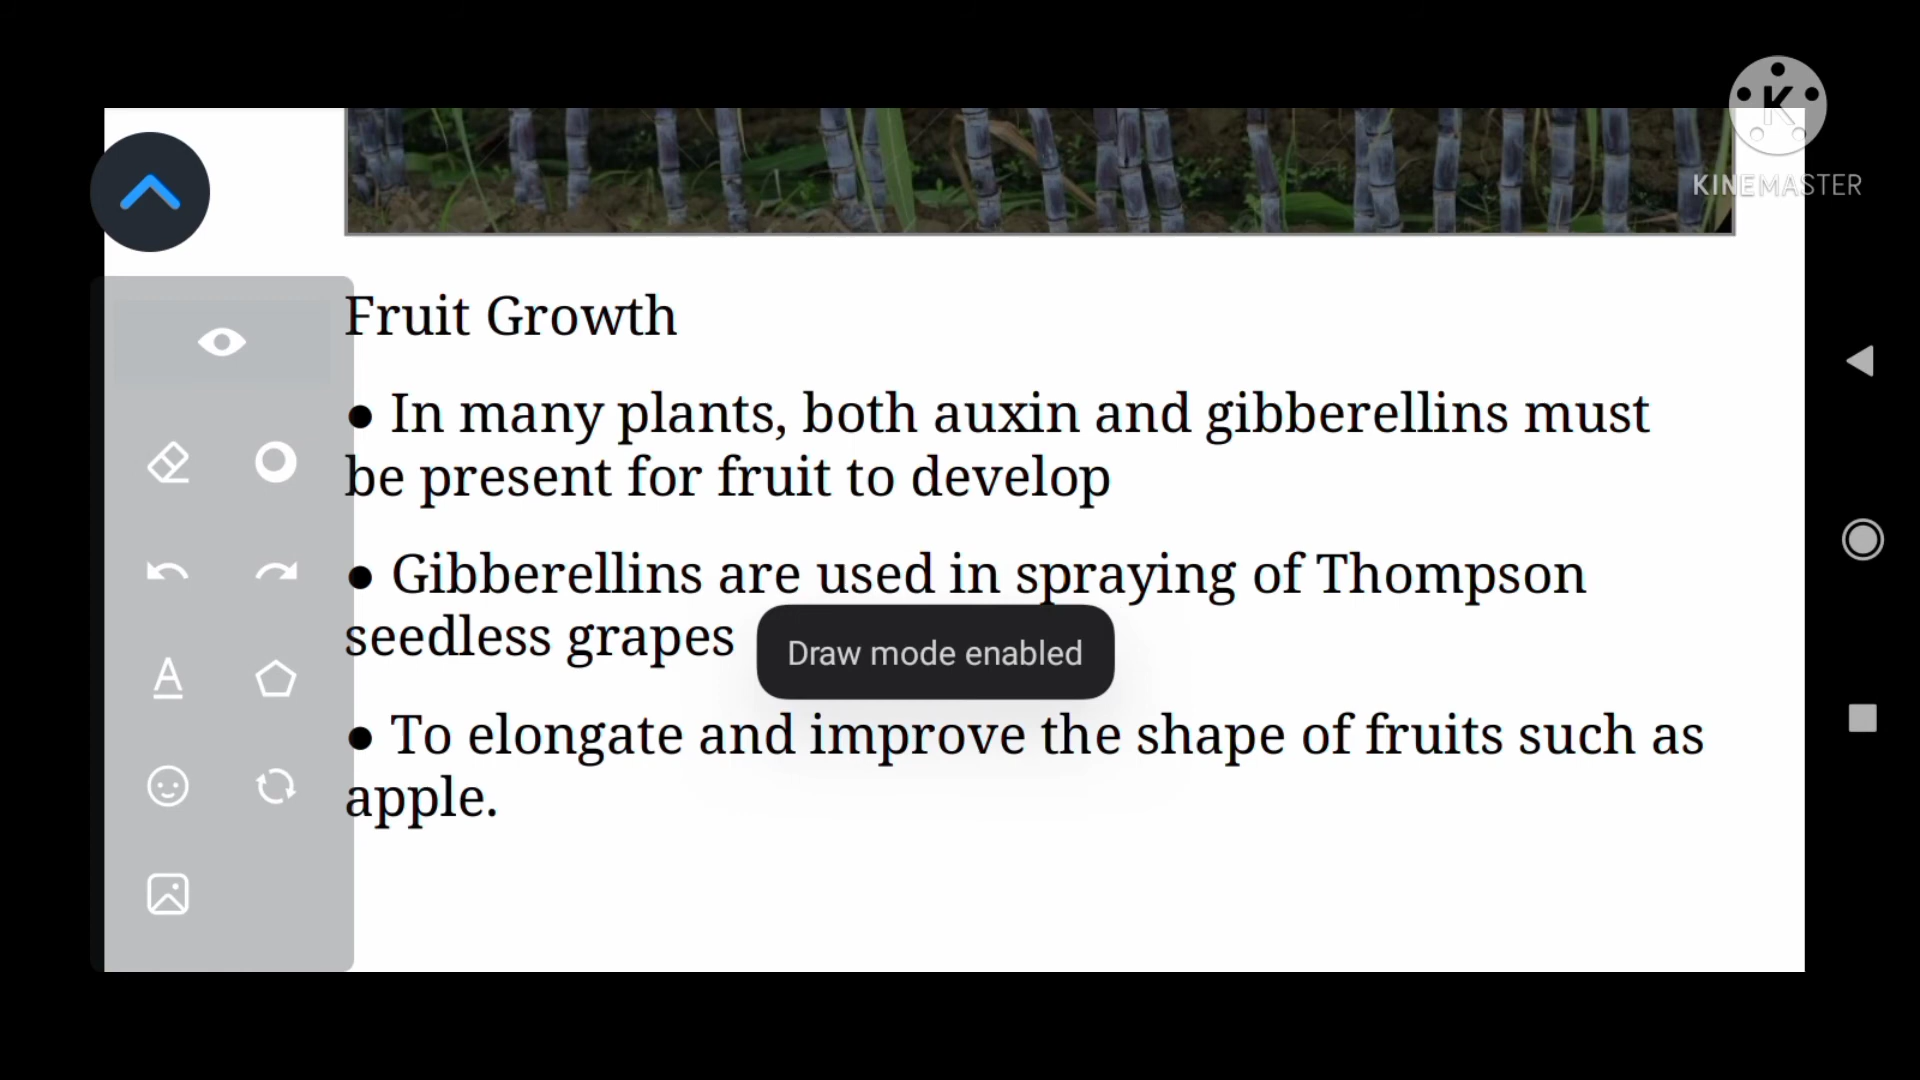 K
KINEMASTER
Fruit Growth
● In many plants, both auxin and gibberellins must
be present for fruit to develop
● Gibberellins are used in spraying of Thompson
seedless grapes
Draw mode enabled
● To elongate and improve the shape of fruits such as
apple.
A